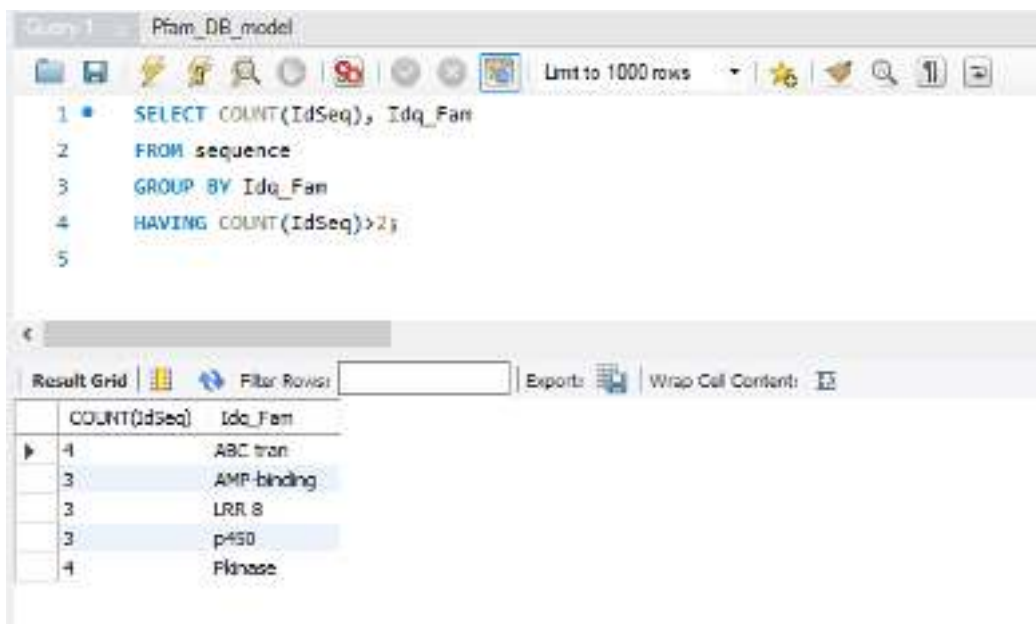 Query 1
Pfam_DB_model
Limit to 1000 rows
1 SELECT COUNT(IdSeq), Idq_Fam
2 FROM sequence
3 GROUP BY Idq_Fam
4 HAVING COUNT(IdSeq)>2;
5
Result Grid Filter Rows: Export: Wrap Cell Content:
COUNT(IdSeq) Idq_Fam
4 ABC tran
3 AMP-binding
3 LRR 8
3 p450
4 Pkinase